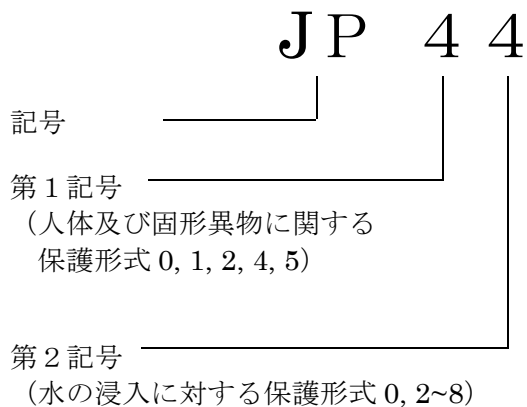 JP 44
記号
第1記号
(人体及び固形異物に関する
保護形式 0, 1, 2, 4, 5)
第2記号
(水の浸入に対する保護形式 0, 2~8)